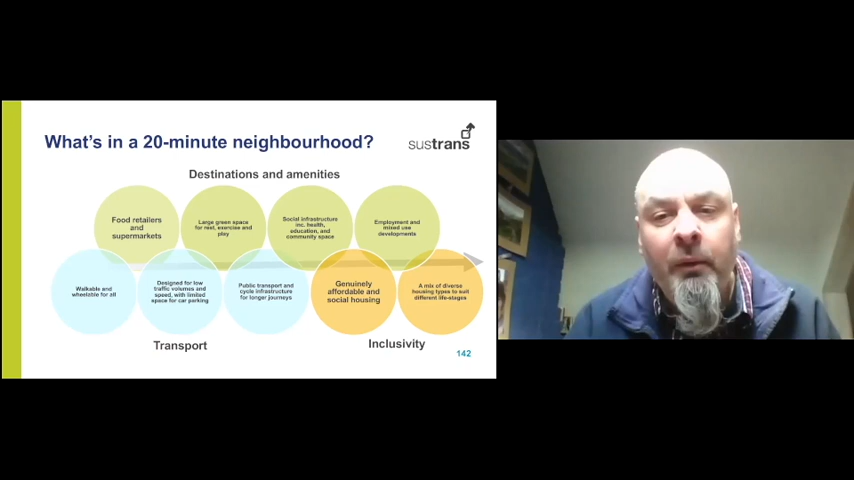 What's in a 20-minute neighbourhood?
sustrans
Destinations and amenities
Food retailers
and
supermarkets
Large green space
for rest, exercise and
play
Social infrastructure
inc. health,
education, and
community space
Employment and
mixed use
developments
Walkable and
wheelable for all
Designed for low
traffic volumes and
speed, with limited
space for car parking
Public transport and
cycle infrastructure
for longer journeys
Genuinely
affordable and
social housing
A mix of diverse
housing types to suit
different life-stages
Transport
Inclusivity
142